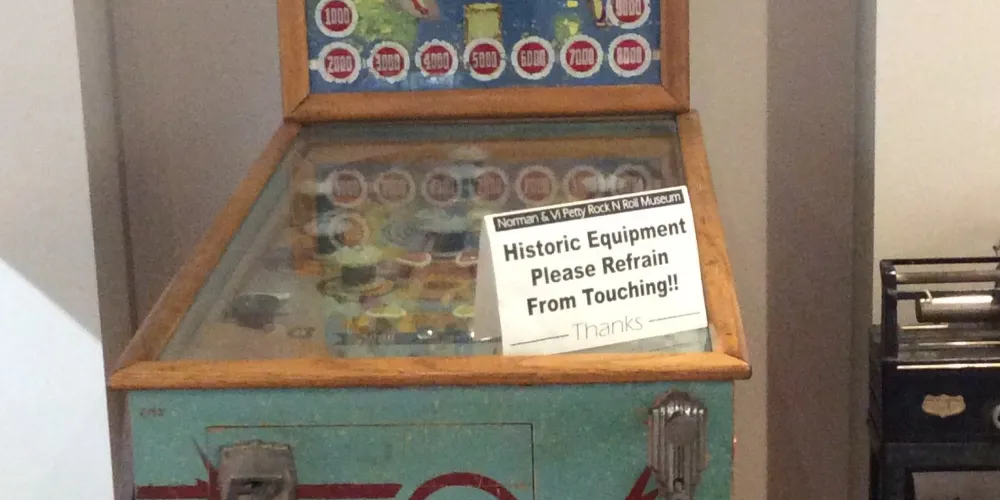 1000
9000
2000 3000 4000 5000 6000 7000 8000
Norman & Vi Petty Rock N Roll Museum
Historic Equipment
Please Refrain
From Touching!!
Thanks